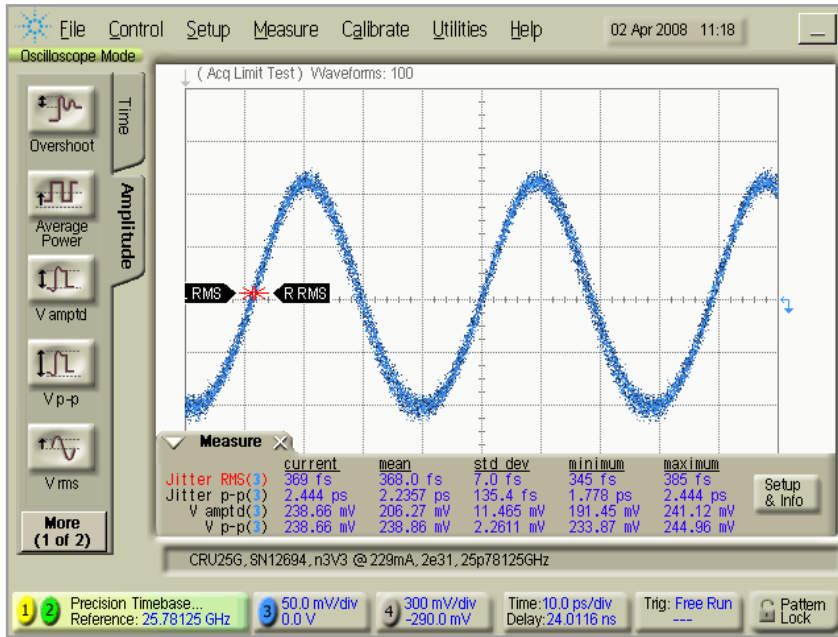 File Control Setup Measure Calibrate Utilities Help 02 Apr 2008 11:18
Oscilloscope Mode
( Acq Limit Test ) Waveforms: 100
Time
Amplitude
Overshoot
Average
Power
V amptd
V p-p
V rms
More
(1 of 2)
L RMS R RMS
Measure
current mean std dev minimum maximum
Jitter RMS(3) 369 fs 368.0 fs 7.0 fs 345 fs 385 fs
Jitter p-p(3) 2.444 ps 2.2357 ps 135.4 fs 1.778 ps 2.444 ps
V amptd(3) 238.66 mV 206.27 mV 11.465 mV 191.45 mV 241.12 mV
V p-p(3) 238.66 mV 238.86 mV 2.2611 mV 233.87 mV 244.96 mV
Setup
& Info
CRU25G, SN12694, n3V3 @ 229mA, 2e31, 25p78125GHz
1 2 Precision Timebase...
Reference: 25.78125 GHz
3 50.0 mV/div
0.0 V
4 300 mV/div
-290.0 mV
Time:10.0 ps/div
Delay:24.0116 ns
Trig: Free Run
---
Pattern
Lock